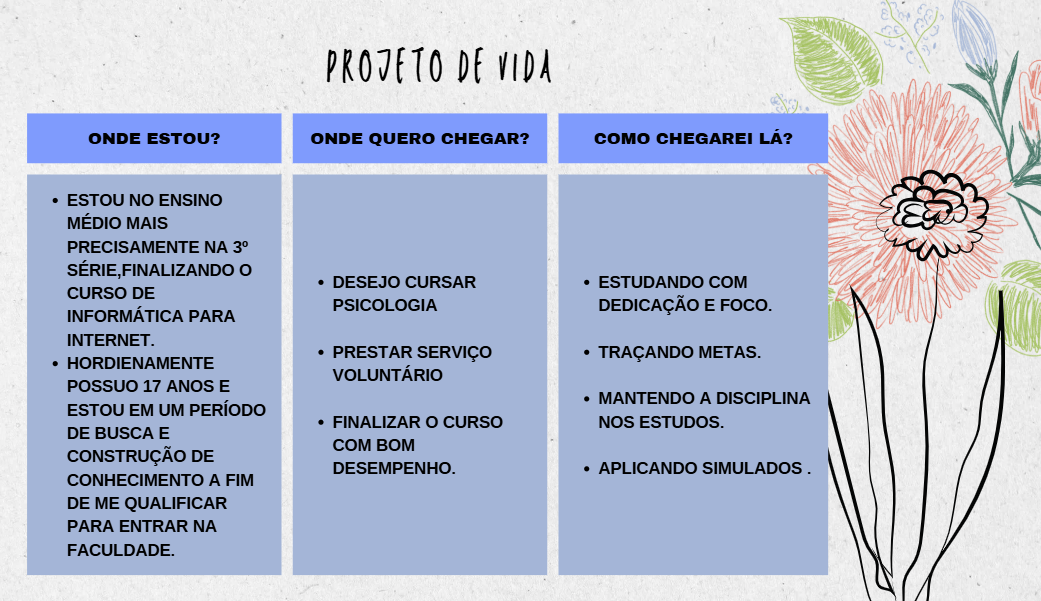 PROJETO DE VIDA
ONDE ESTOU?
ONDE QUERO CHEGAR?
COMO CHEGAREI LÁ?
• ESTOU NO ENSINO
MÉDIO MAIS
PRECISAMENTE NA 3º
SÉRIE,FINALIZANDO O
CURSO DE
INFORMÁTICA PARA
INTERNET.
• HORDIENAMENTE
POSSUO 17 ANOS E
ESTOU EM UM PERÍODO
DE BUSCA E
CONSTRUÇÃO DE
CONHECIMENTO A FIM
DE ME QUALIFICAR
PARA ENTRAR NA
FACULDADE.
• DESEJO CURSAR
PSICOLOGIA
• PRESTAR SERVIÇO
VOLUNTÁRIO
• FINALIZAR O CURSO
COM BOM
DESEMPENHO.
• ESTUDANDO COM
DEDICAÇÃO E FOCO.
• TRAÇANDO METAS.
• MANTENDO A DISCIPLINA
NOS ESTUDOS.
• APLICANDO SIMULADOS .